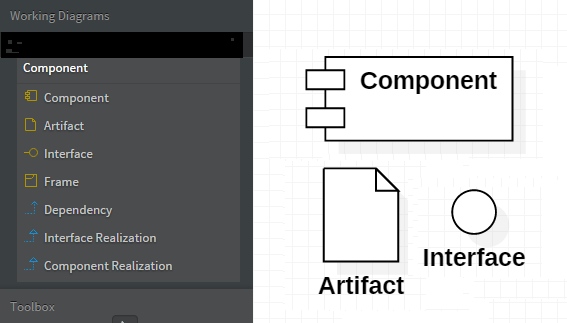 Working Diagrams
Component
Component
Artifact
Interface
Frame
Dependency
Interface Realization
Component Realization
Toolbox
Component
Artifact
Interface